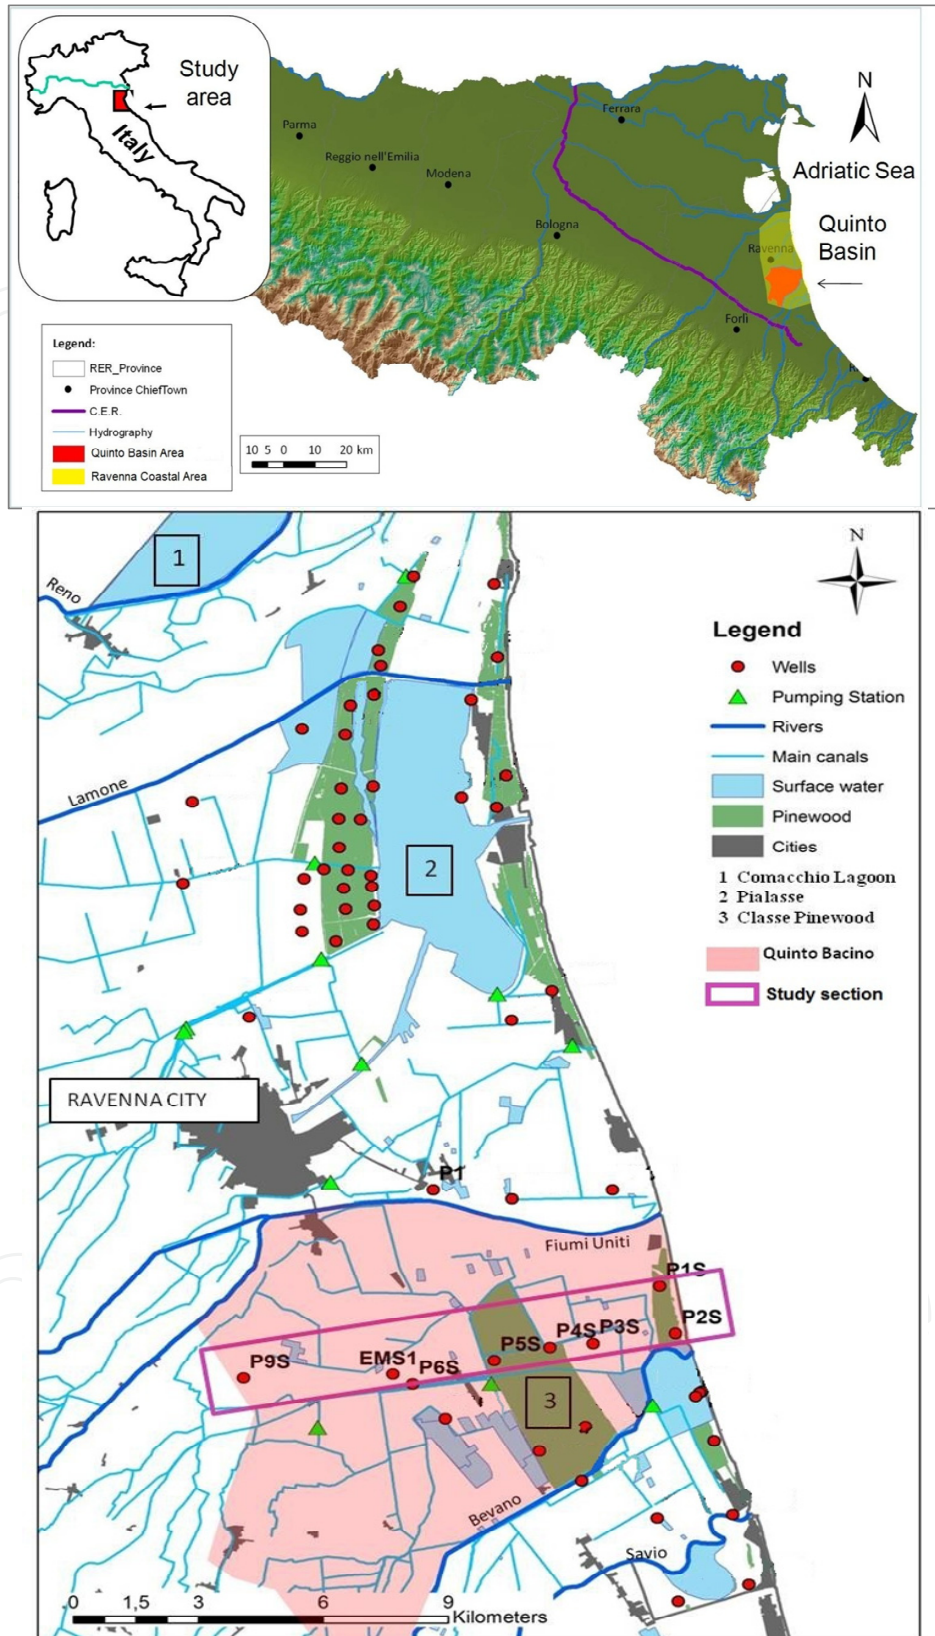 Study
area
Italy
N
Parma
Ferrara
Reggio nell'Emilia
Modena
Adriatic Sea
Bologna
Quinto
Basin
Ravenna
Forlì
Legend:
RER_Province
Province ChiefTown
C.E.R.
Hydrography
Quinto Basin Area
Ravenna Coastal Area
10 5 0 10 20 km
1
N
Reno
Legend
Wells
Pumping Station
Rivers
Main canals
Surface water
Pinewood
Cities
1 Comacchio Lagoon
2 Pialasse
3 Classe Pinewood
Quinto Bacino
Study section
Lamone
2
RAVENNA CITY
P1
Fiumi Uniti
P1S
P2S
P3S
P4S
P5S
P6S
EMS1
P9S
3
Bevano
Savio
0 1,5 3 6 9
Kilometers